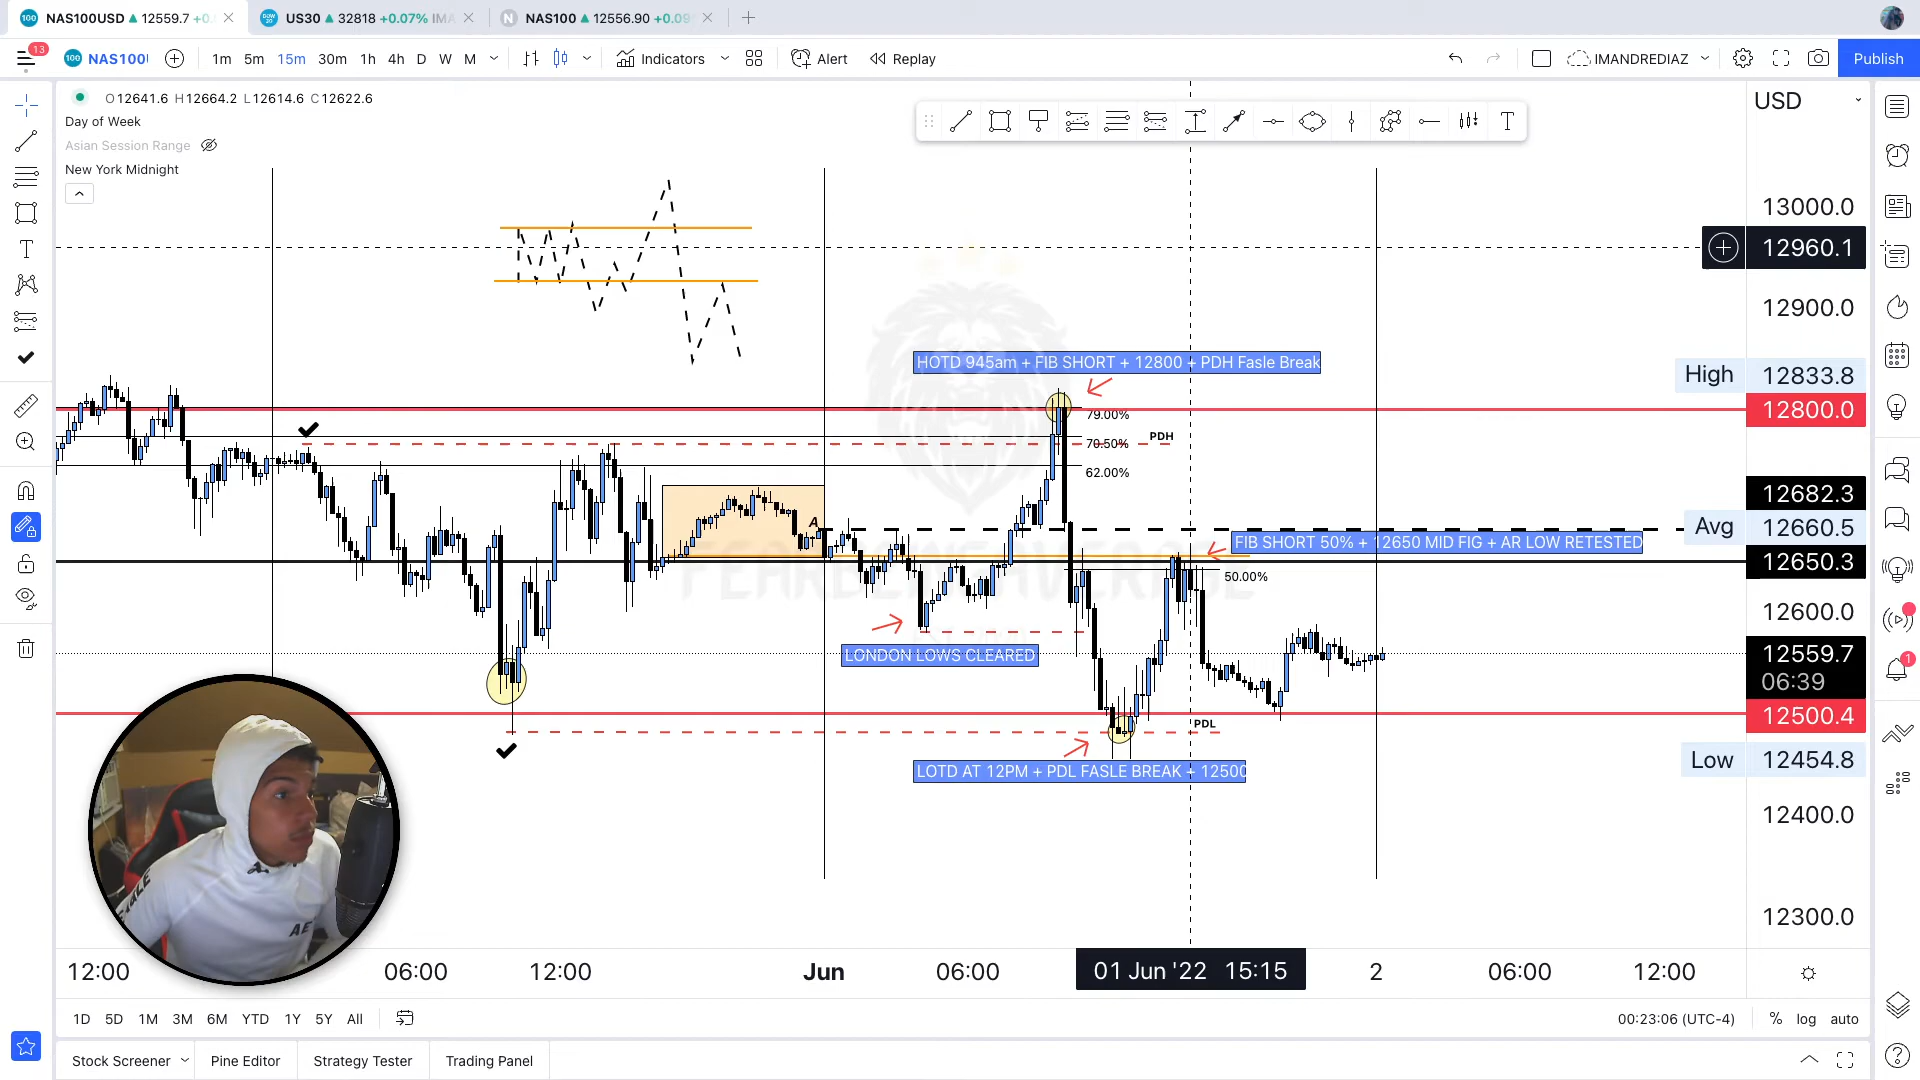 NAS100USD ▲ 12559.7 +0.
US30 ▲ 32818 +0.07% IMA
NAS100 ▲ 12556.90 +0.09
13
NAS100U
1m 5m 15m 30m 1h 4h D W M
Indicators
Alert
Replay
IMANDREDIAZ
Publish
O12641.6 H12664.2 L12614.6 C12622.6
Day of Week
Asian Session Range
New York Midnight
USD
13000.0
12960.1
12900.0
HOTD 945am + FIB SHORT + 12800 + PDH Fasle Break
High 12833.8
12800.0
79.00%
PDH
70.50%
62.00%
12682.3
A
Avg 12660.5
FIB SHORT 50% + 12650 MID FIG + AR LOW RETESTED
FEARBENCAVERAGE
12650.3
50.00%
12600.0
LONDON LOWS CLEARED
12559.7
06:39
12500.4
PDL
LOTD AT 12PM + PDL FASLE BREAK + 12500
Low 12454.8
12400.0
12300.0
AE
12:00 06:00 12:00 Jun 06:00 01 Jun '22 15:15 2 06:00 12:00
1D 5D 1M 3M 6M YTD 1Y 5Y All
00:23:06 (UTC-4) % log auto
Stock Screener Pine Editor Strategy Tester Trading Panel